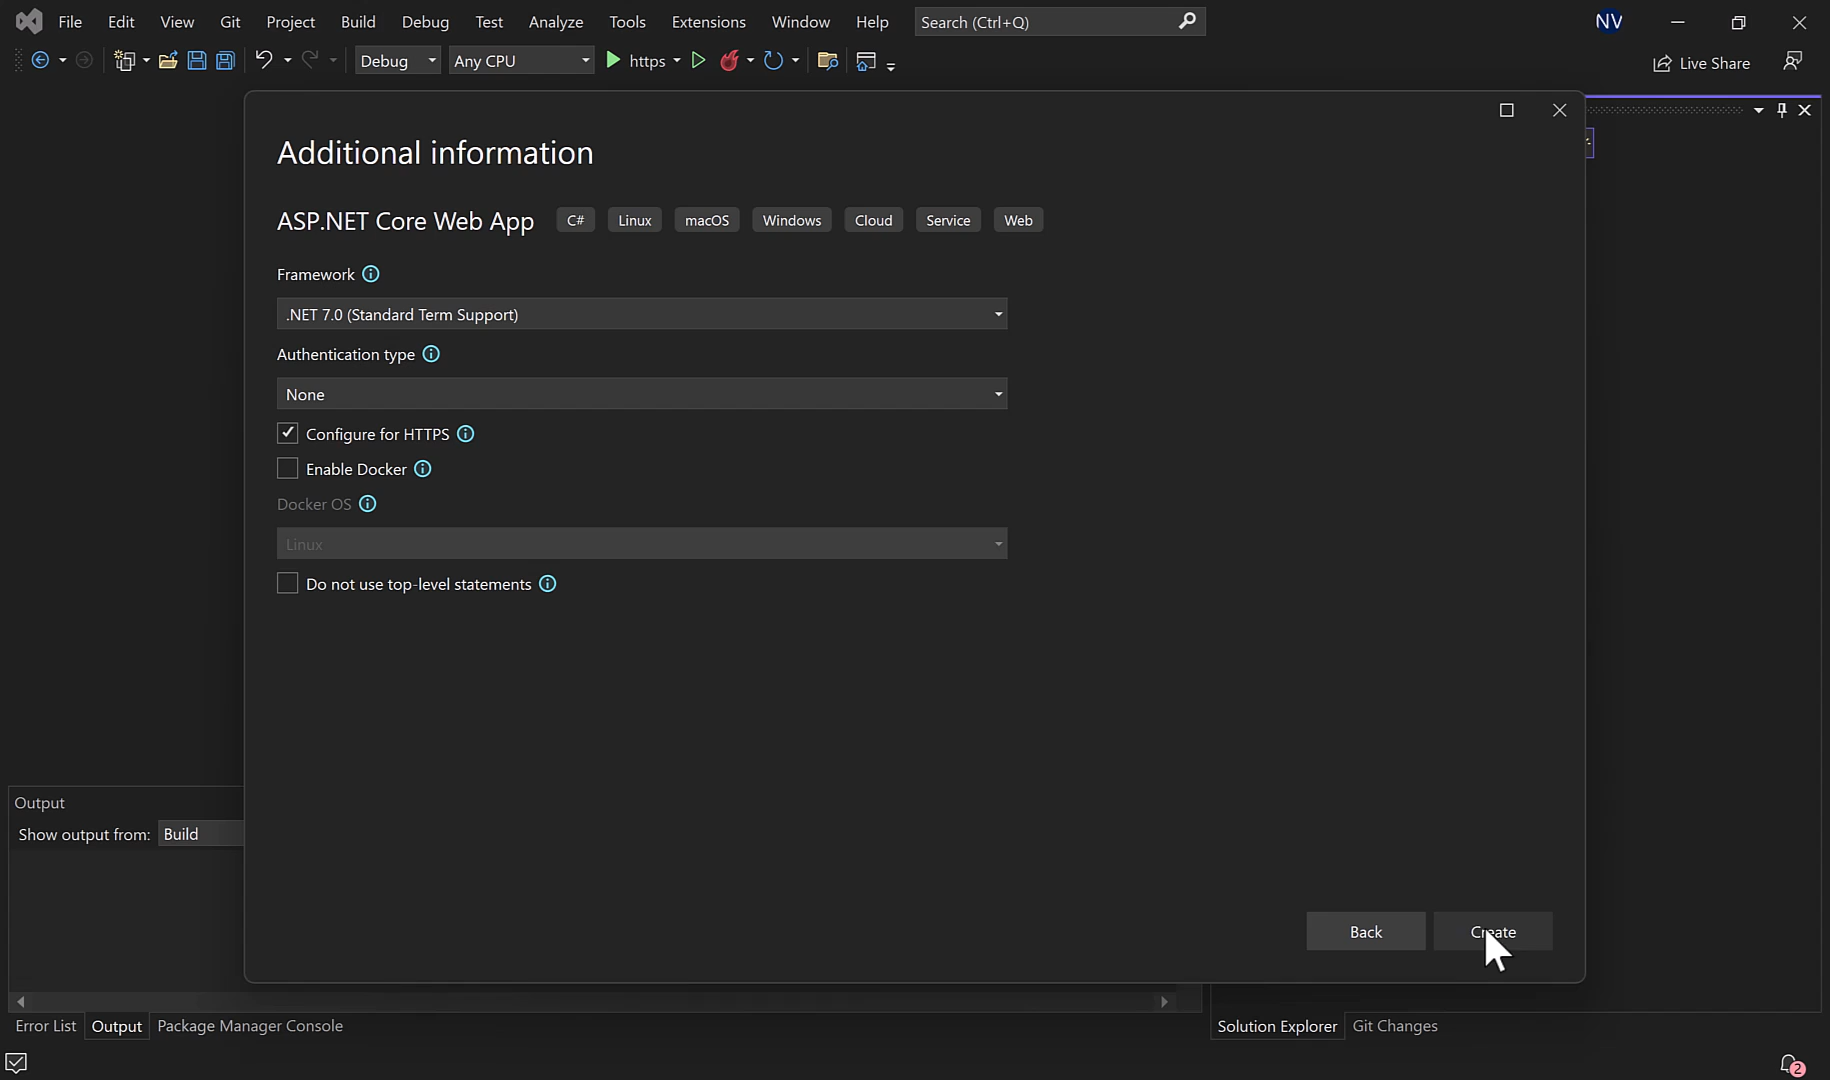 File Edit View Git Project Build Debug Test Analyze Tools Extensions Window Help Search (Ctrl+Q) NV
Debug Any CPU https Live Share
Additional information
ASP.NET Core Web App C# Linux macOS Windows Cloud Service Web
Framework
.NET 7.0 (Standard Term Support)
Authentication type
None
Configure for HTTPS
Enable Docker
Docker OS
Linux
Do not use top-level statements
Output
Show output from: Build
Back Create
Error List Output Package Manager Console Solution Explorer Git Changes
2